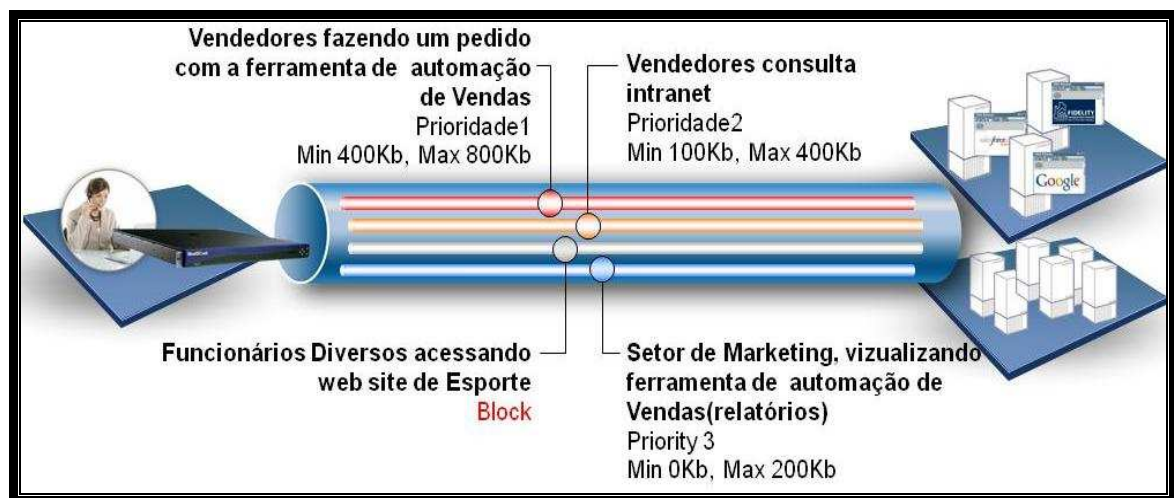 Vendedores fazendo um pedido
com a ferramenta de automação
de Vendas
Prioridade1
Min 400Kb, Max 800Kb
Vendedores consulta
intranet
Prioridade2
Min 100Kb, Max 400Kb
FIDELITY
Google
Funcionários Diversos acessando
web site de Esporte
Block
Setor de Marketing, vizualizando
ferramenta de automação de
Vendas(relatórios)
Priority 3
Min 0Kb, Max 200Kb